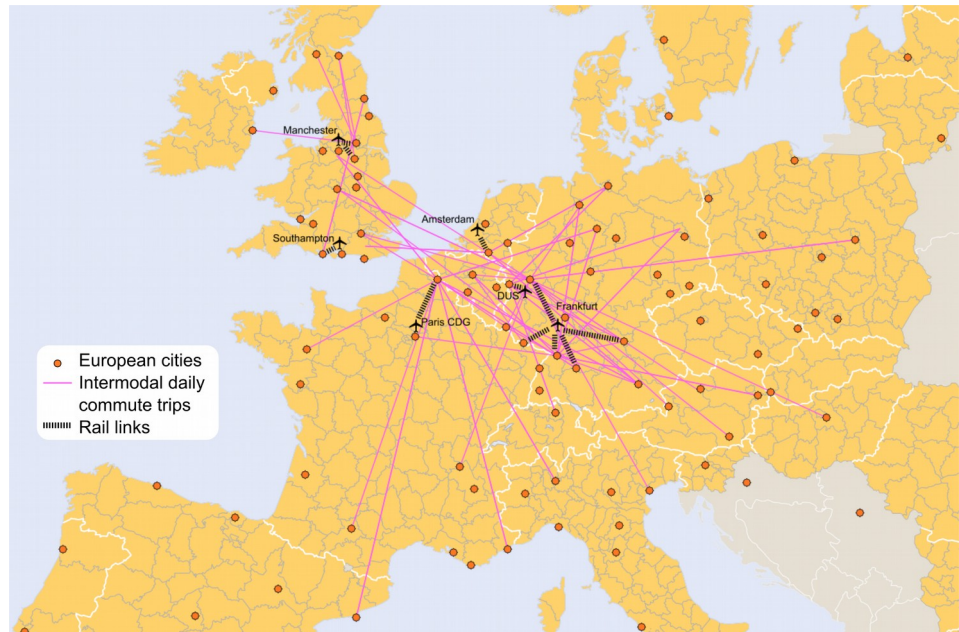 Manchester
Amsterdam
Southampton
DUS
Frankfurt
Paris CDG
European cities
Intermodal daily
commute trips
Rail links